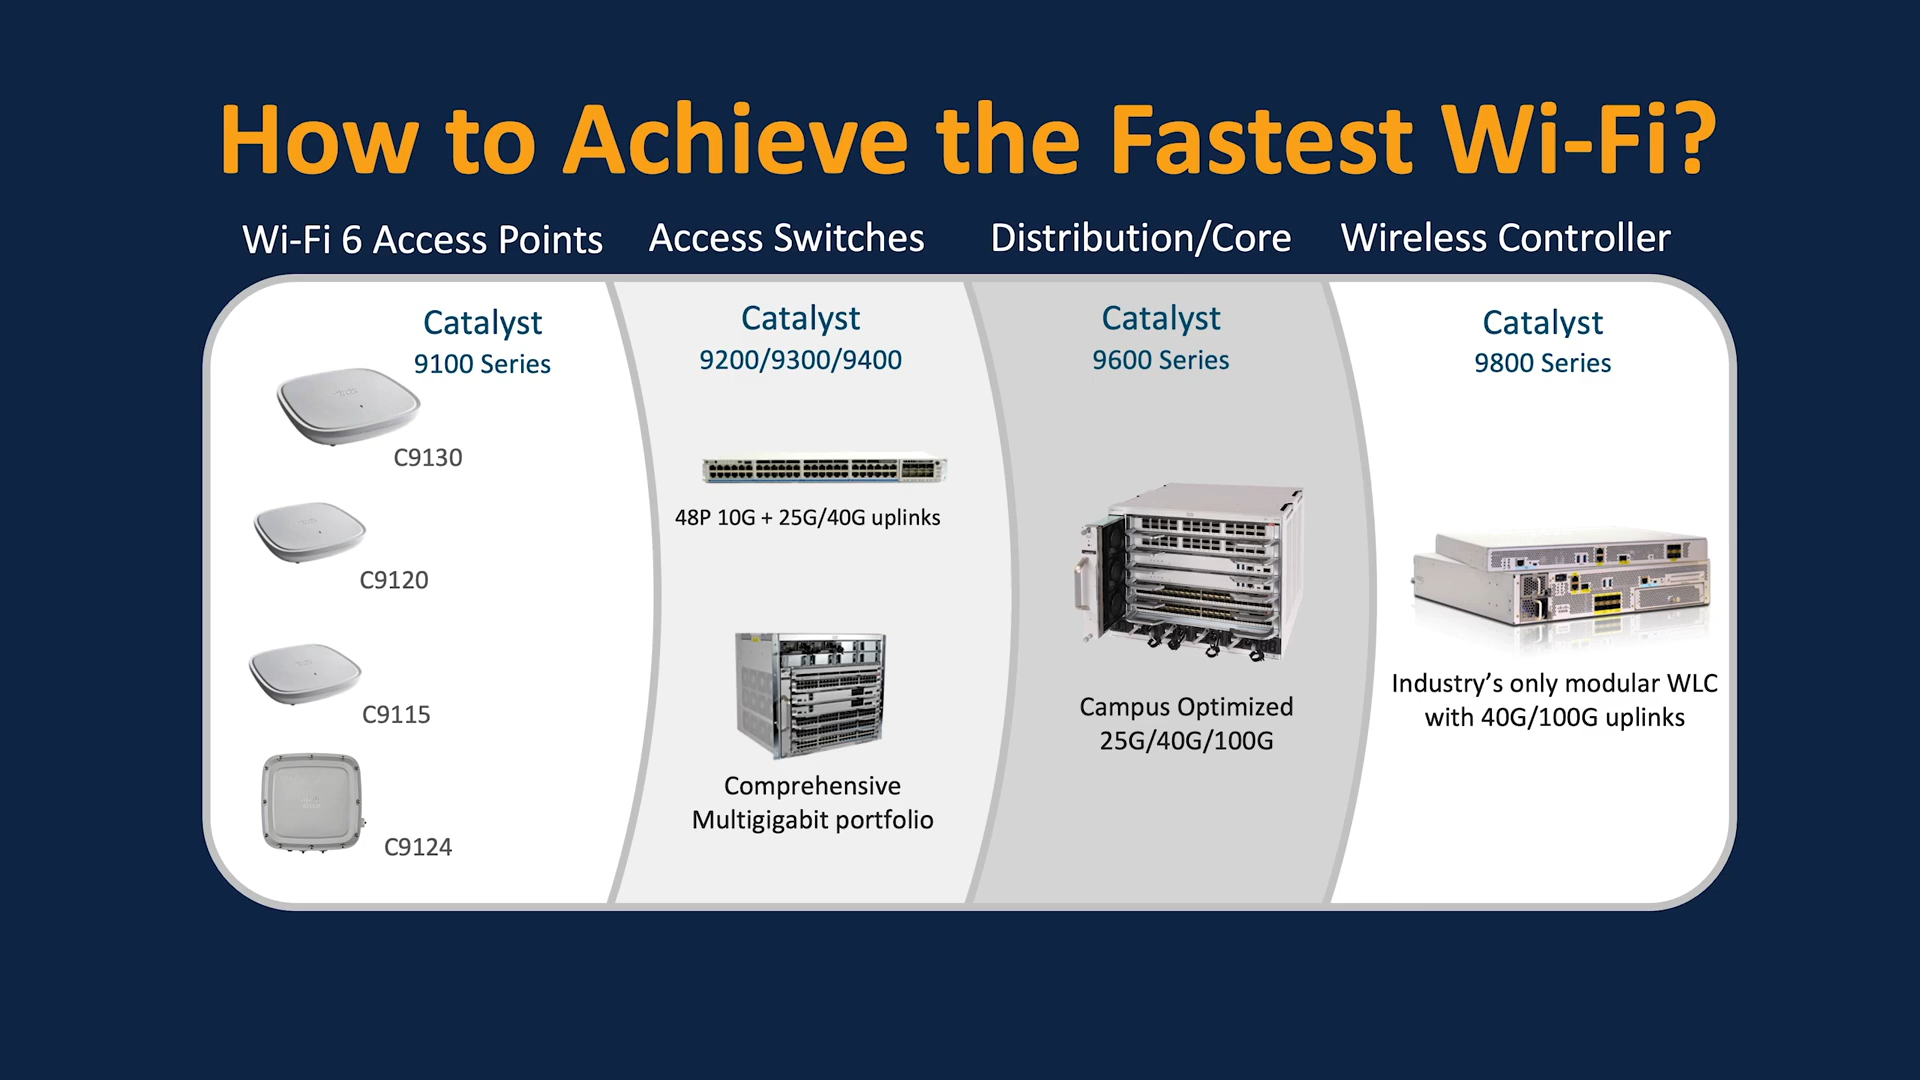 How to Achieve the Fastest Wi-Fi?
Wi-Fi 6 Access Points
Access Switches
Distribution/Core
Wireless Controller
Catalyst
9100 Series
C9130
C9120
C9115
C9124
Catalyst
9200/9300/9400
48P 10G + 25G/40G uplinks
Comprehensive
Multigigabit portfolio
Catalyst
9600 Series
Campus Optimized
25G/40G/100G
Catalyst
9800 Series
Industry’s only modular WLC
with 40G/100G uplinks